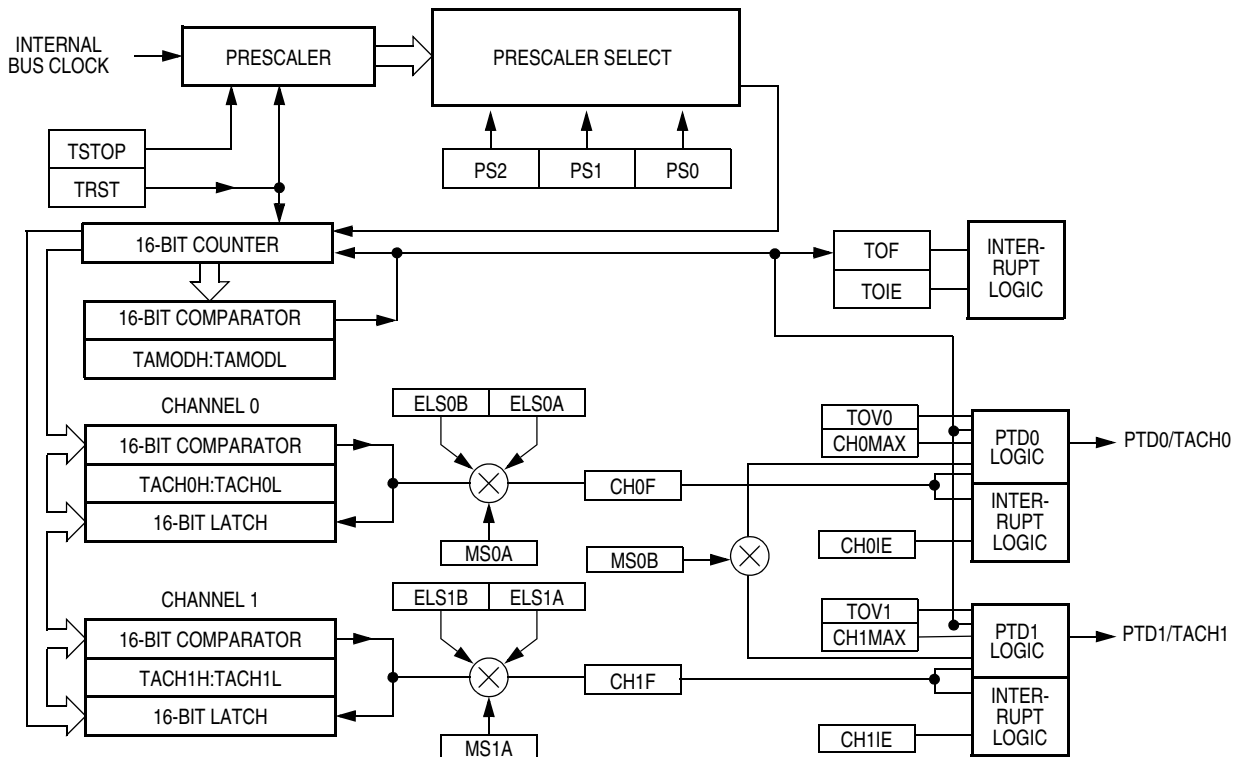 INTERNAL
BUS CLOCK
PRESCALER
PRESCALER SELECT
TSTOP
TRST
PS2
PS1
PS0
16-BIT COUNTER
TOF
TOIE
INTER-
RUPT
LOGIC
16-BIT COMPARATOR
TAMODH:TAMODL
CHANNEL 0
16-BIT COMPARATOR
TACH0H:TACH0L
16-BIT LATCH
ELS0B
ELS0A
MS0A
CH0F
MS0B
TOV0
CH0MAX
CH0IE
PTD0
LOGIC
INTER-
RUPT
LOGIC
PTD0/TACH0
CHANNEL 1
16-BIT COMPARATOR
TACH1H:TACH1L
16-BIT LATCH
ELS1B
ELS1A
MS1A
CH1F
TOV1
CH1MAX
CH1IE
PTD1
LOGIC
INTER-
RUPT
LOGIC
PTD1/TACH1